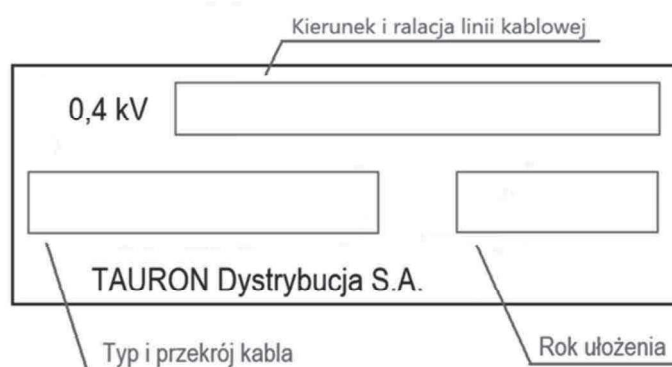 Kierunek i ralacja linii kablowej
0,4 kV
TAURON Dystrybucja S.A.
Typ i przekrój kabla
Rok ułożenia